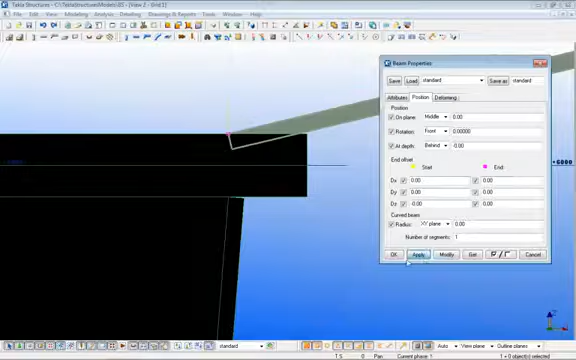 Tekla Structures - C:\TeklaStructuresModels\03 - [View 2 - Grid 1]
File Edit View Modeling Analysis Detailing Drawings & Reports Tools Window Help
Beam Properties
Save Load standard Save as standard
Attributes Position Deforming
Position
On plane: Middle 0.00
Rotation: Front 0.00000
At depth: Behind -0.00
End offset
Start End
Dx 0.00 0.00
Dy 0.00 0.00
Dz -0.00 0.00
Curved beam
Radius: XY plane 0.00
Number of segments: 1
OK Apply Modify Get Cancel
+6000
standard Auto View plane Outline planes
Pan Current phase: 1 1 + 0 object(s) selected